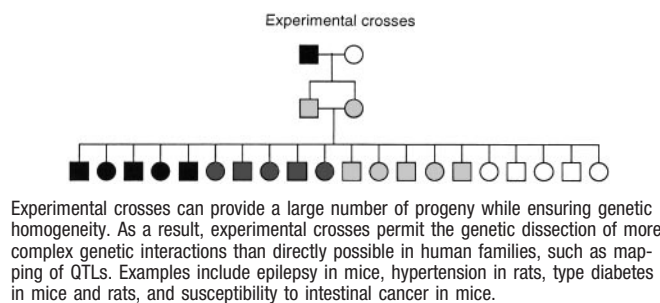 Experimental crosses
Experimental crosses can provide a large number of progeny while ensuring genetic
homogeneity. As a result, experimental crosses permit the genetic dissection of more
complex genetic interactions than directly possible in human families, such as map-
ping of QTLs. Examples include epilepsy in mice, hypertension in rats, type diabetes
in mice and rats, and susceptibility to intestinal cancer in mice.